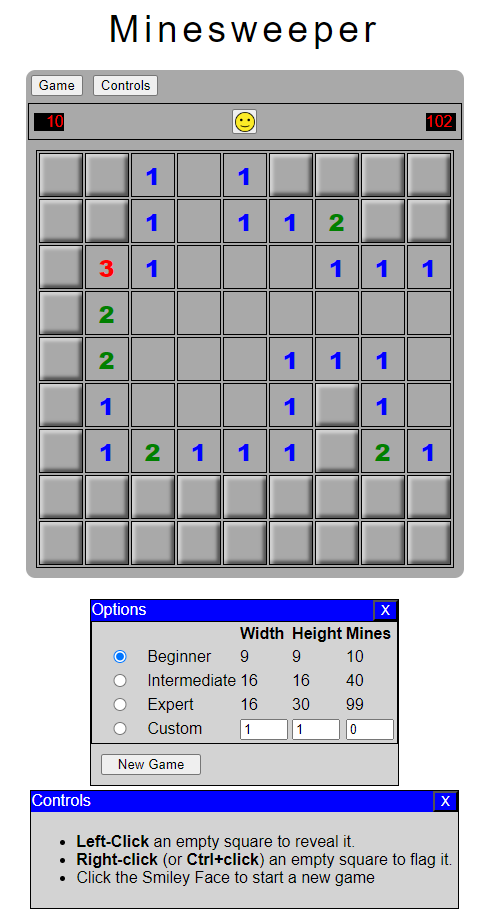 Minesweeper
Game Controls
10 102
1 1
1 1 1 2
3 1 1 1 1
2
2 1 1 1
1 1 1
1 2 1 1 1 2 1
Options X
Width Height Mines
Beginner 9 9 10
Intermediate 16 16 40
Expert 16 30 99
Custom 1 1 0
New Game
Controls X
• Left-Click an empty square to reveal it.
• Right-click (or Ctrl+click) an empty square to flag it.
• Click the Smiley Face to start a new game